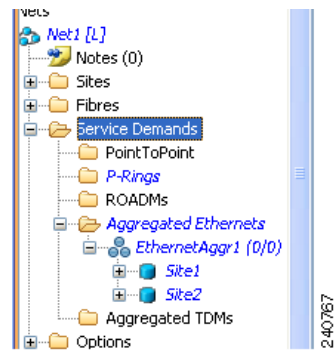 Nets
Net1 [L]
Notes (0)
Sites
Fibres
Service Demands
PointToPoint
P-Rings
ROADMs
Aggregated Ethernets
EthernetAggr1 (0/0)
Site1
Site2
Aggregated TDMs
Options
240767